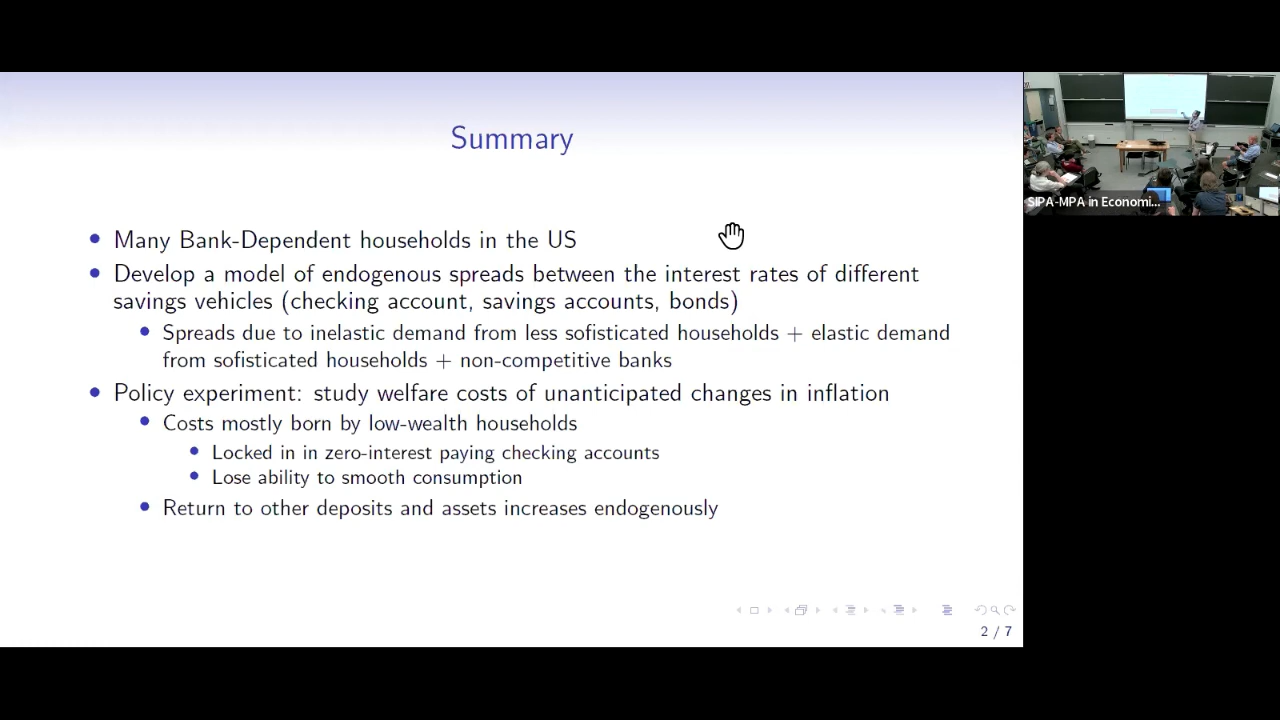 Summary
Many Bank-Dependent households in the US
Develop a model of endogenous spreads between the interest rates of different
savings vehicles (checking account, savings accounts, bonds)
Spreads due to inelastic demand from less sofisticated households + elastic demand
from sofisticated households + non-competitive banks
Policy experiment: study welfare costs of unanticipated changes in inflation
Costs mostly born by low-wealth households
Locked in in zero-interest paying checking accounts
Lose ability to smooth consumption
Return to other deposits and assets increases endogenously
2 / 7
SIPA-MPA in Economi...